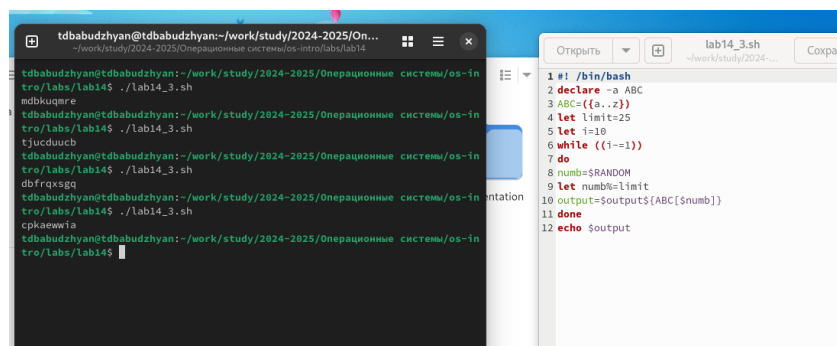 tdbabudzhyan@tdbabudzhyan:~/work/study/2024-2025/Оп...
~/work/study/2024-2025/Операционные системы/os-intro/labs/lab14
tdbabudzhyan@tdbabudzhyan:~/work/study/2024-2025/Операционные системы/os-in
tro/labs/lab14$ ./lab14_3.sh
mdbkuqmre
tdbabudzhyan@tdbabudzhyan:~/work/study/2024-2025/Операционные системы/os-in
tro/labs/lab14$ ./lab14_3.sh
tjucduucb
tdbabudzhyan@tdbabudzhyan:~/work/study/2024-2025/Операционные системы/os-in
tro/labs/lab14$ ./lab14_3.sh
dbfrqxsgq
tdbabudzhyan@tdbabudzhyan:~/work/study/2024-2025/Операционные системы/os-in
tro/labs/lab14$ ./lab14_3.sh
cpkaewwia
tdbabudzhyan@tdbabudzhyan:~/work/study/2024-2025/Операционные системы/os-in
tro/labs/lab14$
entation
Открыть
lab14_3.sh
~/work/study/2024-...
Сохра
1 #! /bin/bash
2 declare -a ABC
3 ABC=({a..z})
4 let limit=25
5 let i=10
6 while ((i-=1))
7 do
8 numb=$RANDOM
9 let numb%=limit
10 output=$output${ABC[$numb]}
11 done
12 echo $output